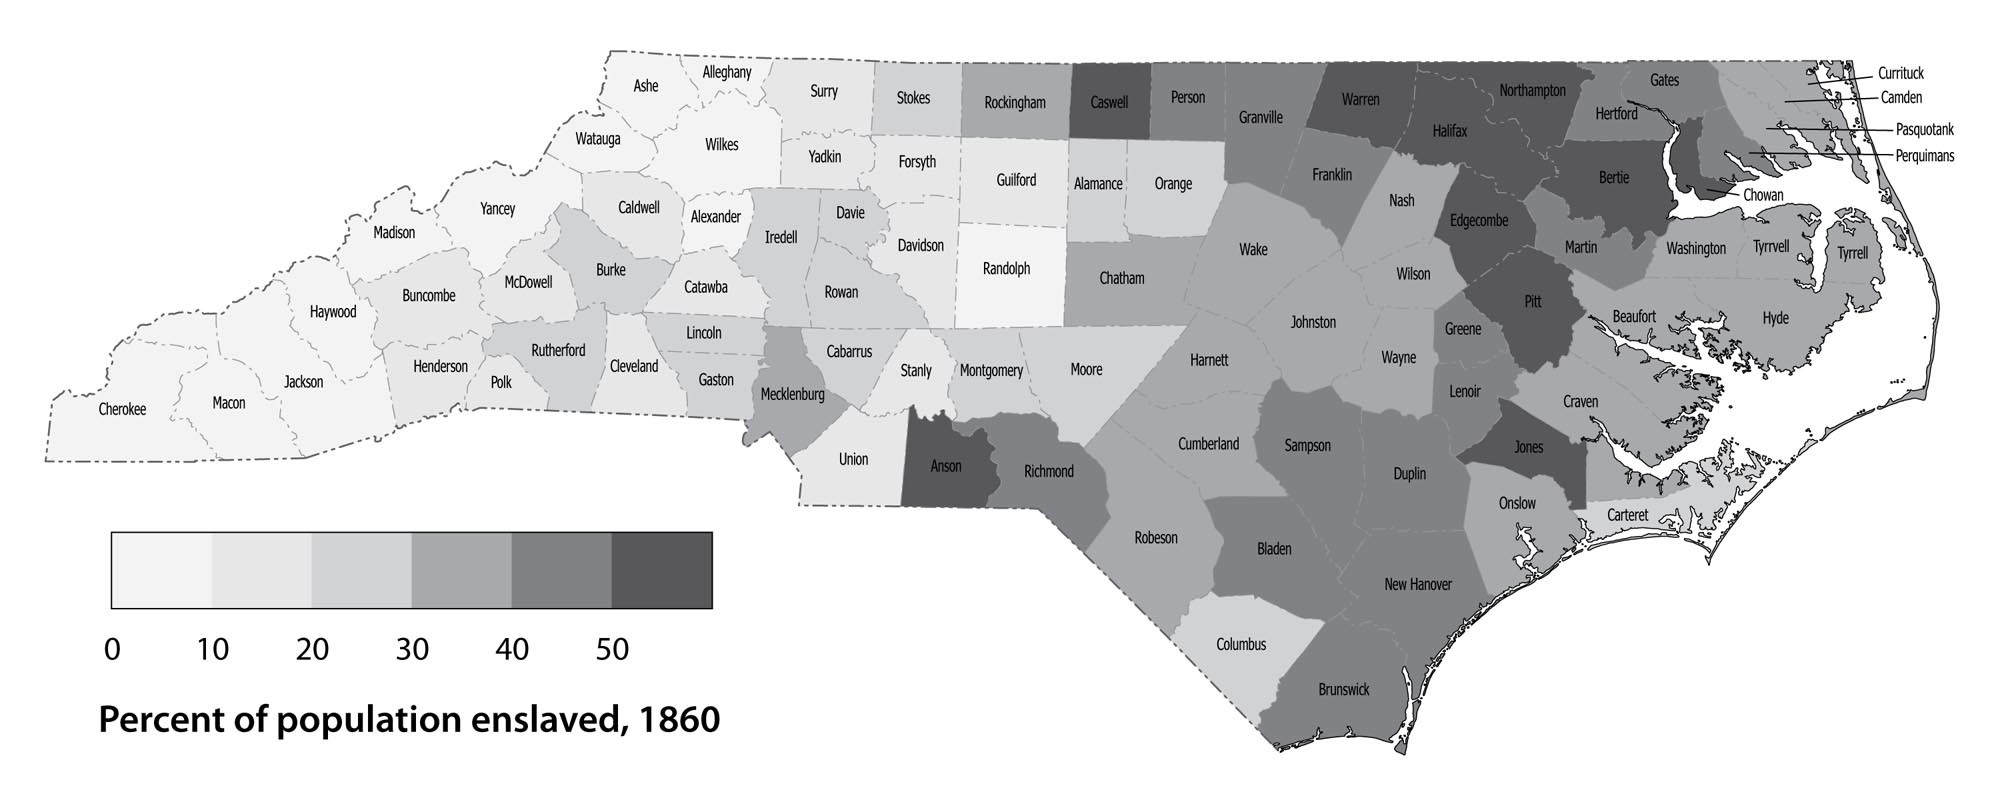 Ashe
Alleghany
Surry
Stokes
Rockingham
Caswell
Person
Granville
Warren
Halifax
Northampton
Hertford
Gates
Currituck
Camden
Pasquotank
Perquimans
Chowan
Watauga
Wilkes
Yadkin
Forsyth
Guilford
Alamance
Orange
Franklin
Nash
Edgecombe
Bertie
Martin
Washington
Tyrrvell
Tyrrell
Madison
Yancey
Caldwell
Alexander
Iredell
Davie
Davidson
Randolph
Chatham
Wake
Wilson
Pitt
Beaufort
Hyde
Haywood
Buncombe
McDowell
Burke
Catawba
Rowan
Johnston
Greene
Cherokee
Macon
Jackson
Henderson
Polk
Rutherford
Cleveland
Lincoln
Gaston
Mecklenburg
Cabarrus
Stanly
Montgomery
Moore
Harnett
Wayne
Lenoir
Craven
Union
Anson
Richmond
Cumberland
Sampson
Duplin
Jones
Onslow
Carteret
Robeson
Bladen
New Hanover
Columbus
Brunswick
0 10 20 30 40 50
Percent of population enslaved, 1860